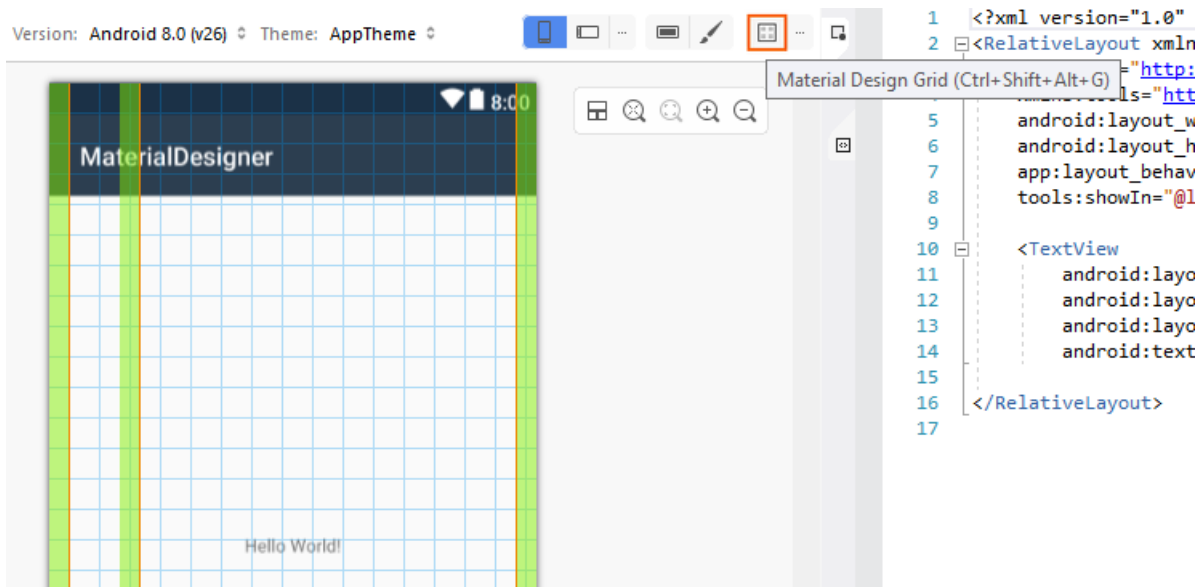 Version: Android 8.0 (v26) Theme: AppTheme
Material Design Grid (Ctrl+Shift+Alt+G)
8:00
MaterialDesigner
Hello World!
1 <?xml version="1.0"
2 <RelativeLayout xmln
="http:
ls="htt
5 android:layout_w
6 android:layout_h
7 app:layout_behav
8 tools:showIn="@l
9
10 <TextView
11 android:layo
12 android:layo
13 android:layo
14 android:text
15
16 </RelativeLayout>
17